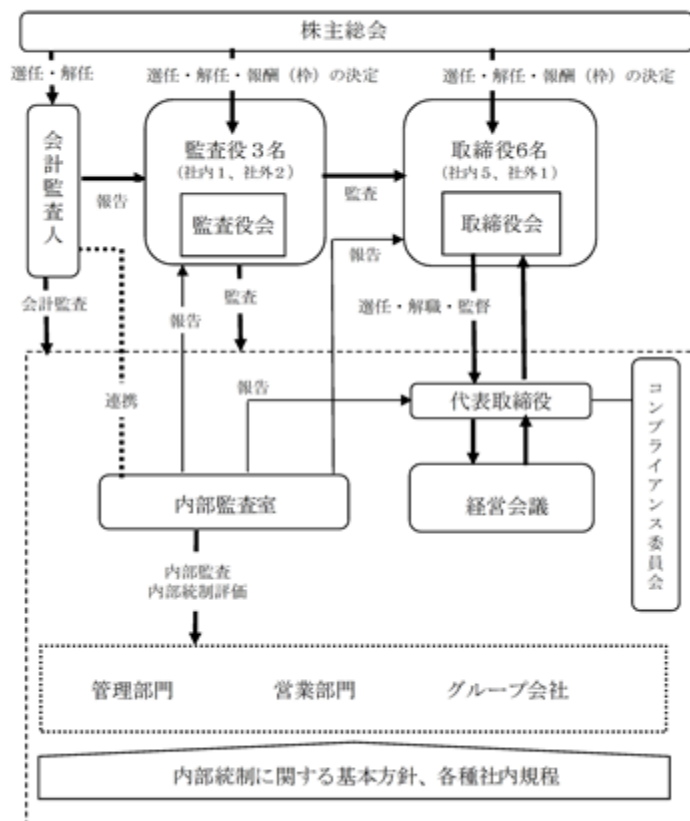 株主総会
選任・解任
選任・解任・報酬（枠）の決定
選任・解任・報酬（枠）の決定
会計監査人
監査役３名
（社内１、社外２）
監査役会
取締役6名
（社内５、社外１）
取締役会
報告
監査
報告
会計監査
報告
監査
選任・解職・監督
連携
報告
代表取締役
コンプライアンス委員会
内部監査室
経営会議
内部監査
内部統制評価
管理部門
営業部門
グループ会社
内部統制に関する基本方針、各種社内規程